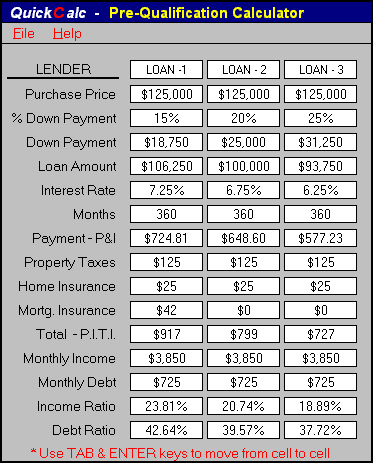 QuickCalc - Pre-Qualification Calculator
File Help
LENDER LOAN -1 LOAN - 2 LOAN - 3
Purchase Price $125,000 $125,000 $125,000
% Down Payment 15% 20% 25%
Down Payment $18,750 $25,000 $31,250
Loan Amount $106,250 $100,000 $93,750
Interest Rate 7.25% 6.75% 6.25%
Months 360 360 360
Payment - P&I $724.81 $648.60 $577.23
Property Taxes $125 $125 $125
Home Insurance $25 $25 $25
Mortg. Insurance $42 $0 $0
Total - P.I.T.I. $917 $799 $727
Monthly Income $3,850 $3,850 $3,850
Monthly Debt $725 $725 $725
Income Ratio 23.81% 20.74% 18.89%
Debt Ratio 42.64% 39.57% 37.72%
* Use TAB & ENTER keys to move from cell to cell